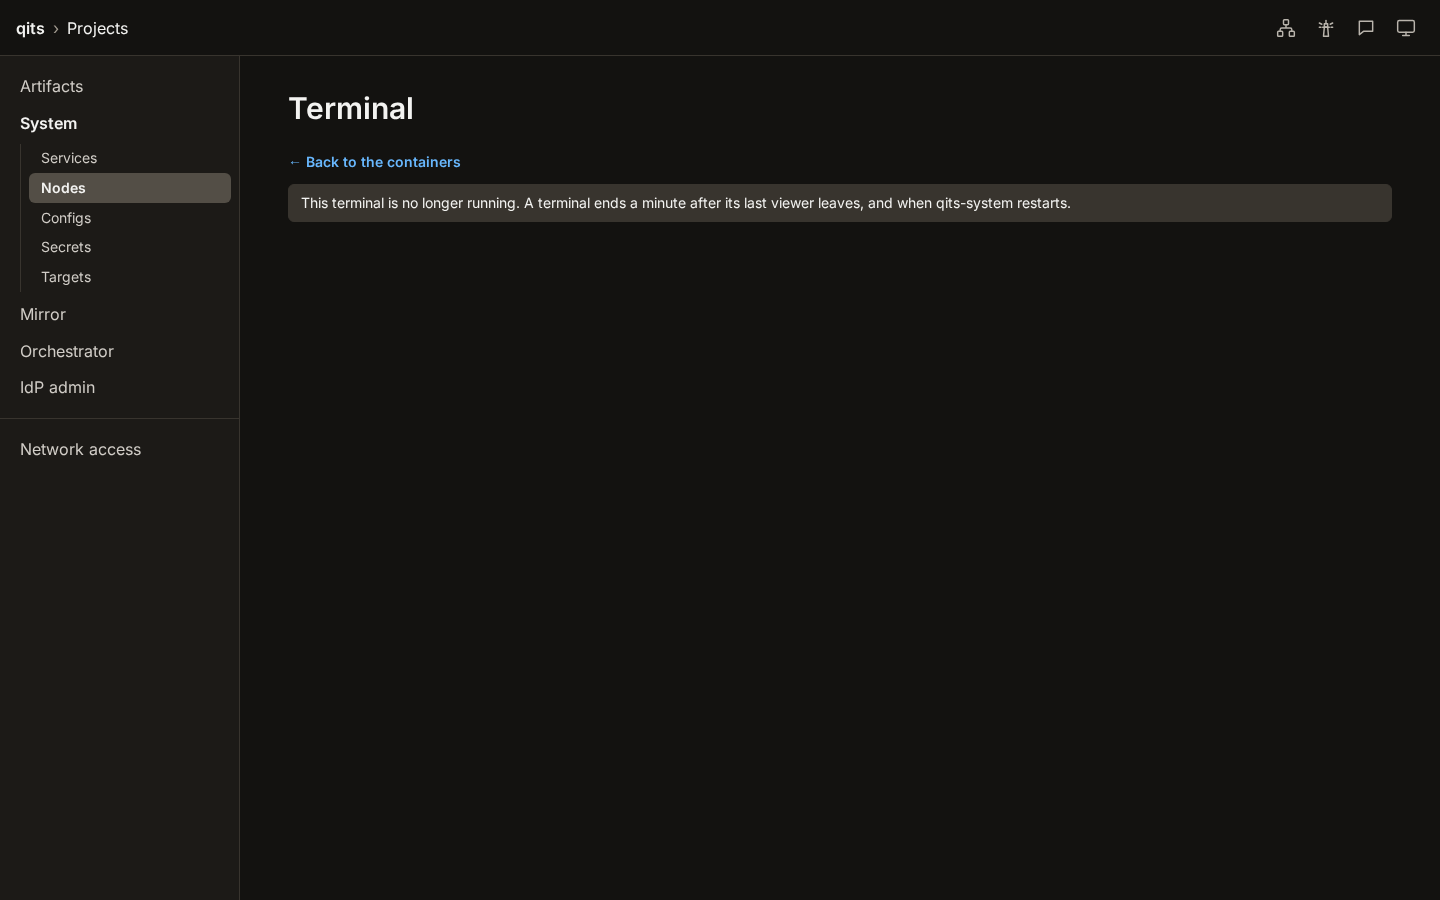 qits › Projects
Artifacts
System
Services
Nodes
Configs
Secrets
Targets
Mirror
Orchestrator
IdP admin
Network access
Terminal
← Back to the containers
This terminal is no longer running. A terminal ends a minute after its last viewer leaves, and when qits-system restarts.